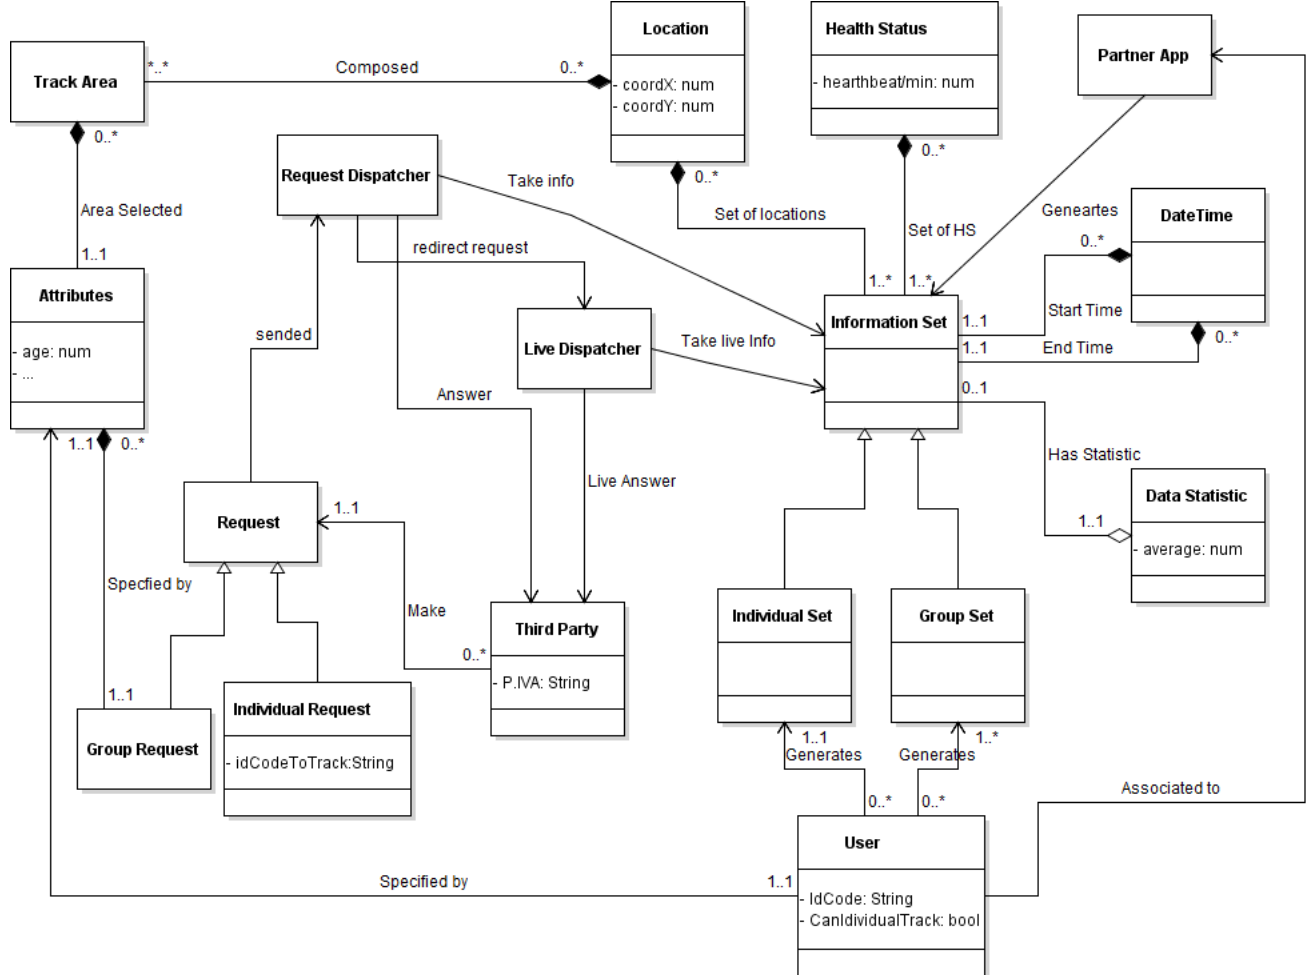 Location
Health Status
Partner App
Track Area
*..*
Composed
0..*
- coordX: num
- coordY: num
- hearthbeat/min: num
0..*
Request Dispatcher
Take info
0..*
0..*
Area Selected
Set of locations
Set of HS
Geneartes
DateTime
0..*
1..1
redirect request
Attributes
1..*
1..*
- age: num
- ...
sended
Live Dispatcher
Take live Info
Information Set
1..1
Start Time
1..1
End Time
0..*
0..1
Answer
1..1
0..*
Has Statistic
Live Answer
Data Statistic
1..1
- average: num
Request
1..1
Specfied by
Make
Third Party
0..*
- P.IVA: String
Individual Set
Group Set
1..1
Group Request
Individual Request
- idCodeToTrack:String
1..1
1..*
Generates
Generates
0..*
0..*
Associated to
User
Specified by
1..1
- IdCode: String
- CanIdividualTrack: bool